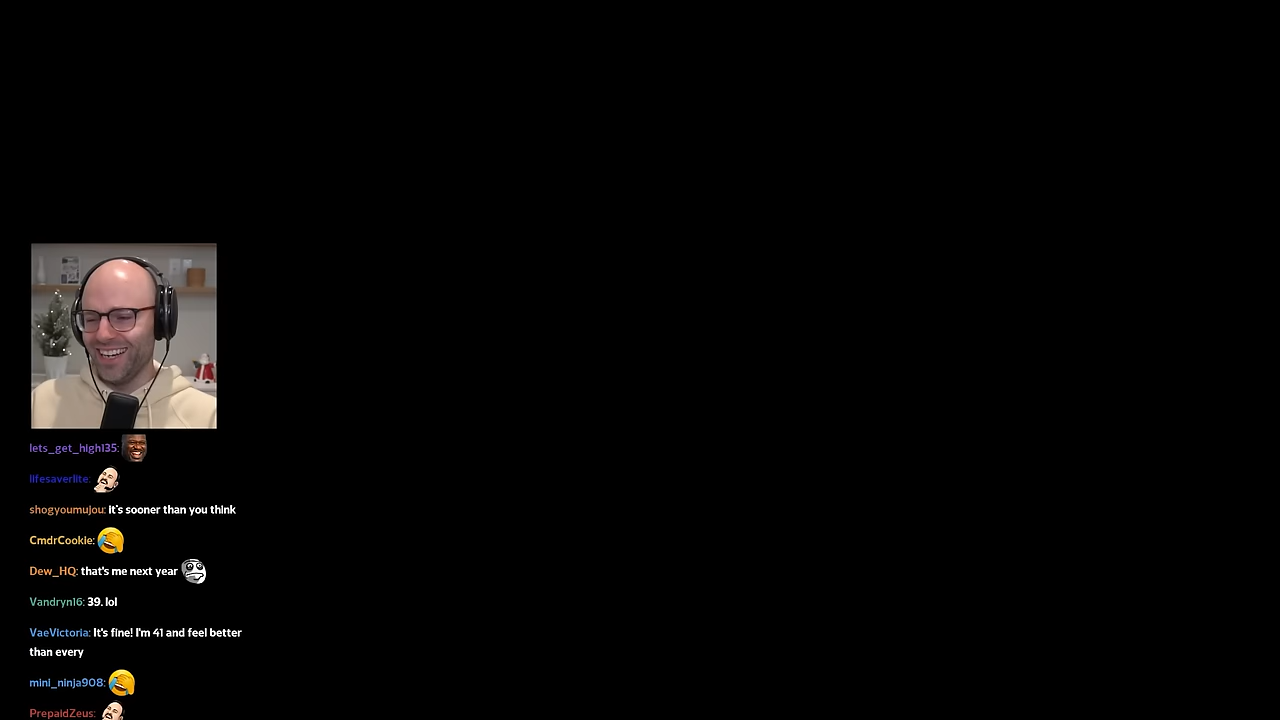 lets_get_high135:
lifesaverlite:
shogyoumujou: it's sooner than you think
CmdrCookie:
Dew_HQ: that's me next year
Vandryn16: 39. lol
VaeVictoria: It's fine! I'm 41 and feel better
than every
mini_ninja908:
PrepaidZeus: